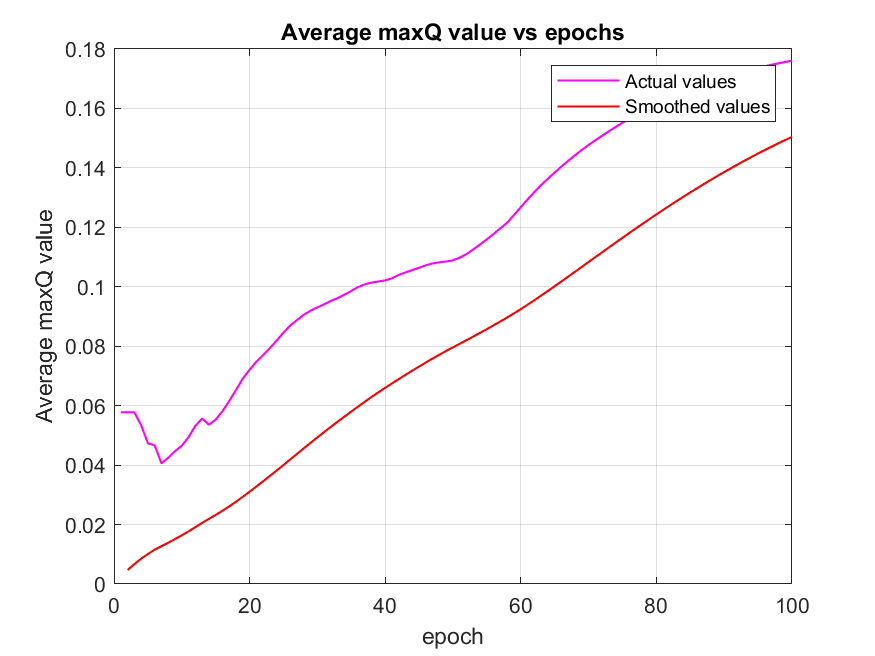 Average maxQ value vs epochs
0.18
0.16
0.14
0.12
0.1
0.08
0.06
0.04
0.02
0
Average maxQ value
Actual values
Smoothed values
0 20 40 60 80 100
epoch